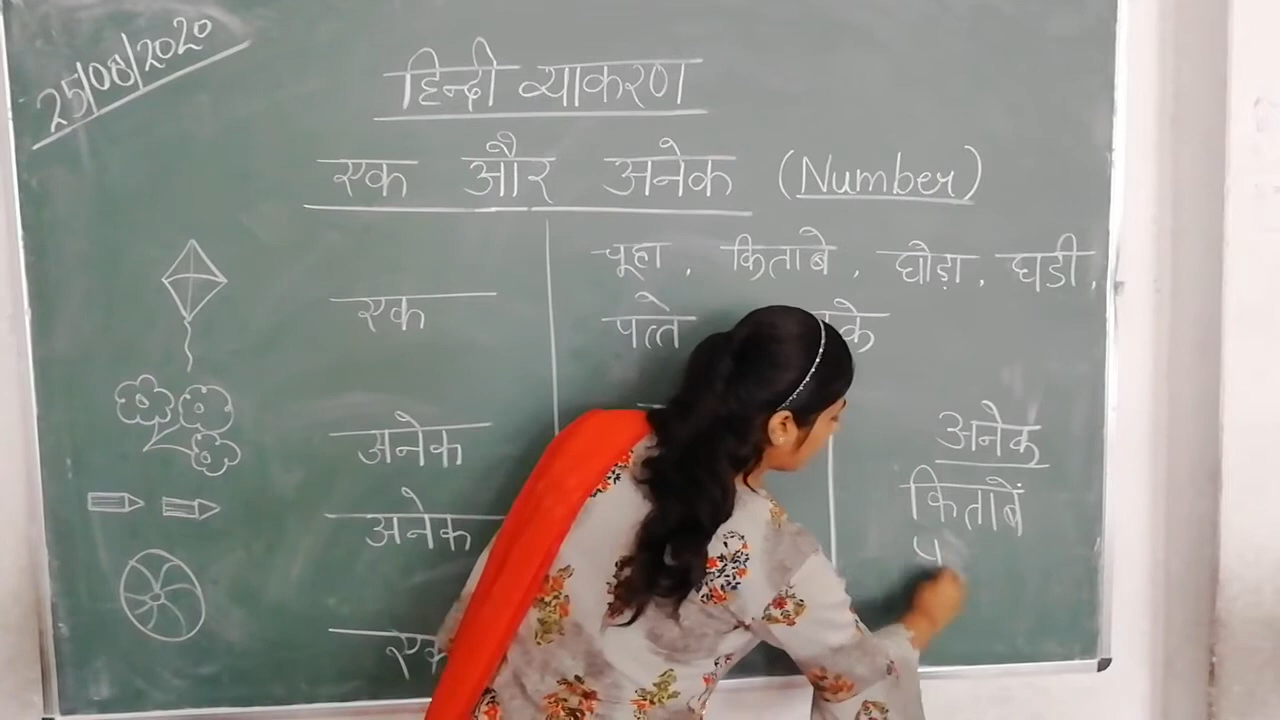 25/08/2020
हिन्दी व्याकरण
एक और अनेक (Number)
चूहा, किताबे, घोड़ा, घडी,
एक
पत्ते
अनेक
अनेक
किताबें
अनेक
एक